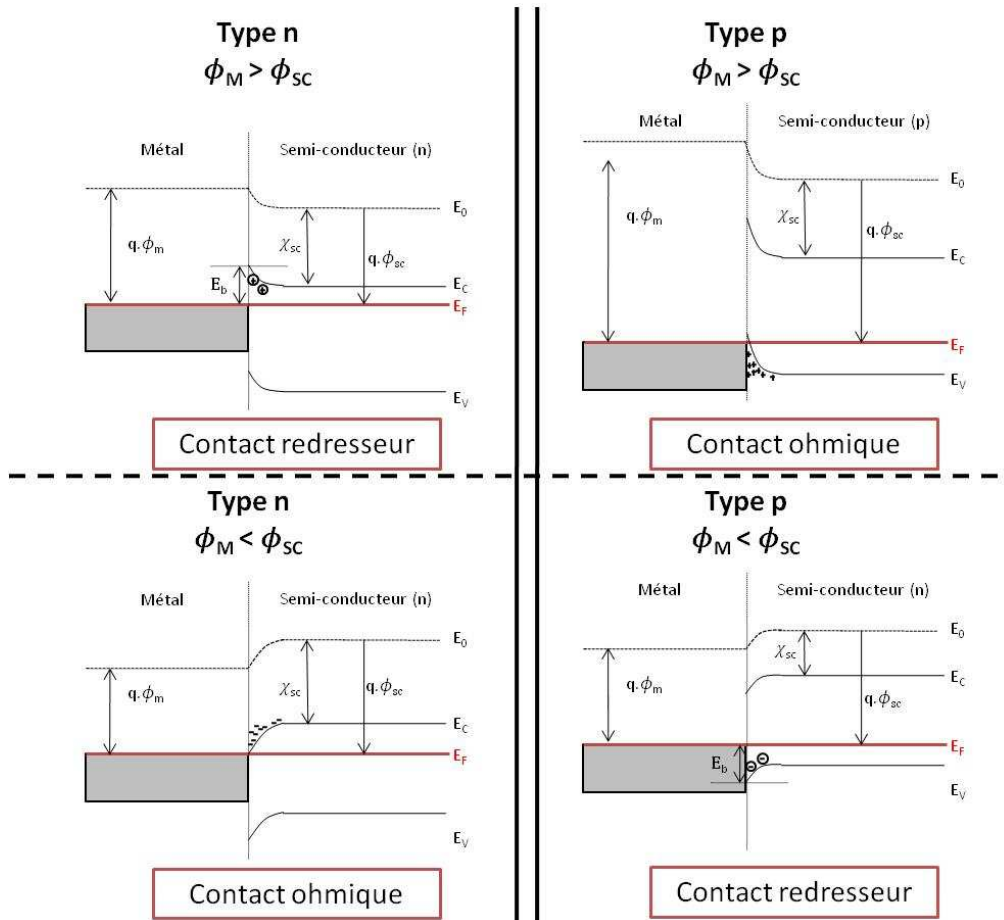 Type n
ϕM > ϕSC
Métal
Semi-conducteur (n)
E0
q.ϕm
χsc
q.ϕsc
Eb
EC
EF
EV
Contact redresseur
Type p
ϕM > ϕSC
Métal
Semi-conducteur (p)
E0
χsc
q.ϕm
q.ϕsc
EC
EF
EV
Contact ohmique
Type n
ϕM < ϕSC
Métal
Semi-conducteur (n)
E0
χsc
q.ϕm
q.ϕsc
EC
EF
EV
Contact ohmique
Type p
ϕM < ϕSC
Métal
Semi-conducteur (n)
E0
χsc
q.ϕm
EC
q.ϕsc
EF
Eb
EV
Contact redresseur